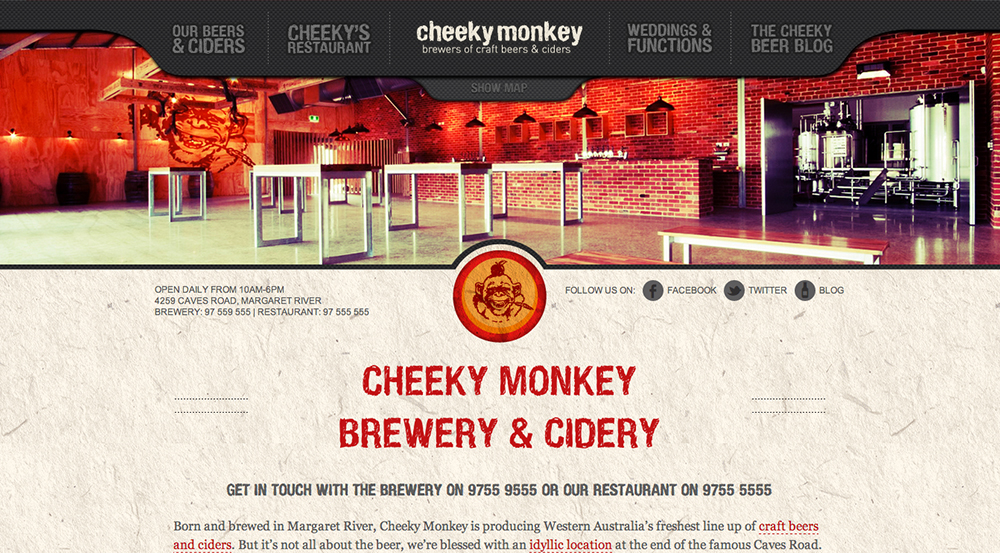 OUR BEERS
& CIDERS
CHEEKY'S
RESTAURANT
cheeky monkey
brewers of craft beers & ciders
WEDDINGS &
FUNCTIONS
THE CHEEKY
BEER BLOG
SHOW MAP
OPEN DAILY FROM 10AM-6PM
4259 CAVES ROAD, MARGARET RIVER
BREWERY: 97 559 555 | RESTAURANT: 97 555 555
FOLLOW US ON: FACEBOOK TWITTER BLOG
CHEEKY MONKEY
BREWERY & CIDERY
GET IN TOUCH WITH THE BREWERY ON 9755 9555 OR OUR RESTAURANT ON 9755 5555
Born and brewed in Margaret River, Cheeky Monkey is producing Western Australia's freshest line up of craft beers
and ciders. But it's not all about the beer, we're blessed with an idyllic location at the end of the famous Caves Road.